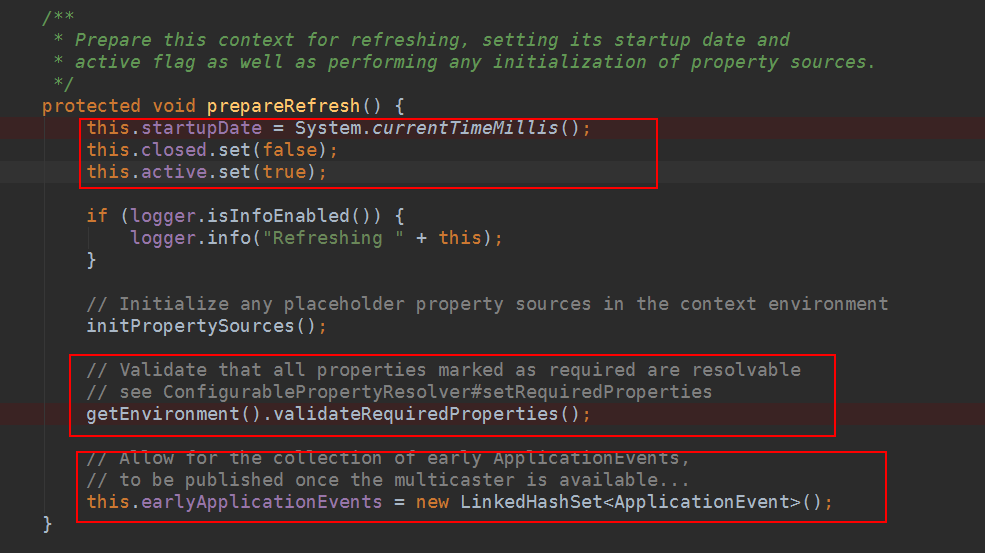 /**
 * Prepare this context for refreshing, setting its startup date and
 * active flag as well as performing any initialization of property sources.
 */
protected void prepareRefresh() {
    this.startupDate = System.currentTimeMillis();
    this.closed.set(false);
    this.active.set(true);
    if (logger.isInfoEnabled()) {
        logger.info("Refreshing " + this);
    }
    // Initialize any placeholder property sources in the context environment
    initPropertySources();
    // Validate that all properties marked as required are resolvable
    // see ConfigurablePropertyResolver#setRequiredProperties
    getEnvironment().validateRequiredProperties();
    // Allow for the collection of early ApplicationEvents,
    // to be published once the multicaster is available...
    this.earlyApplicationEvents = new LinkedHashSet<ApplicationEvent>();
}